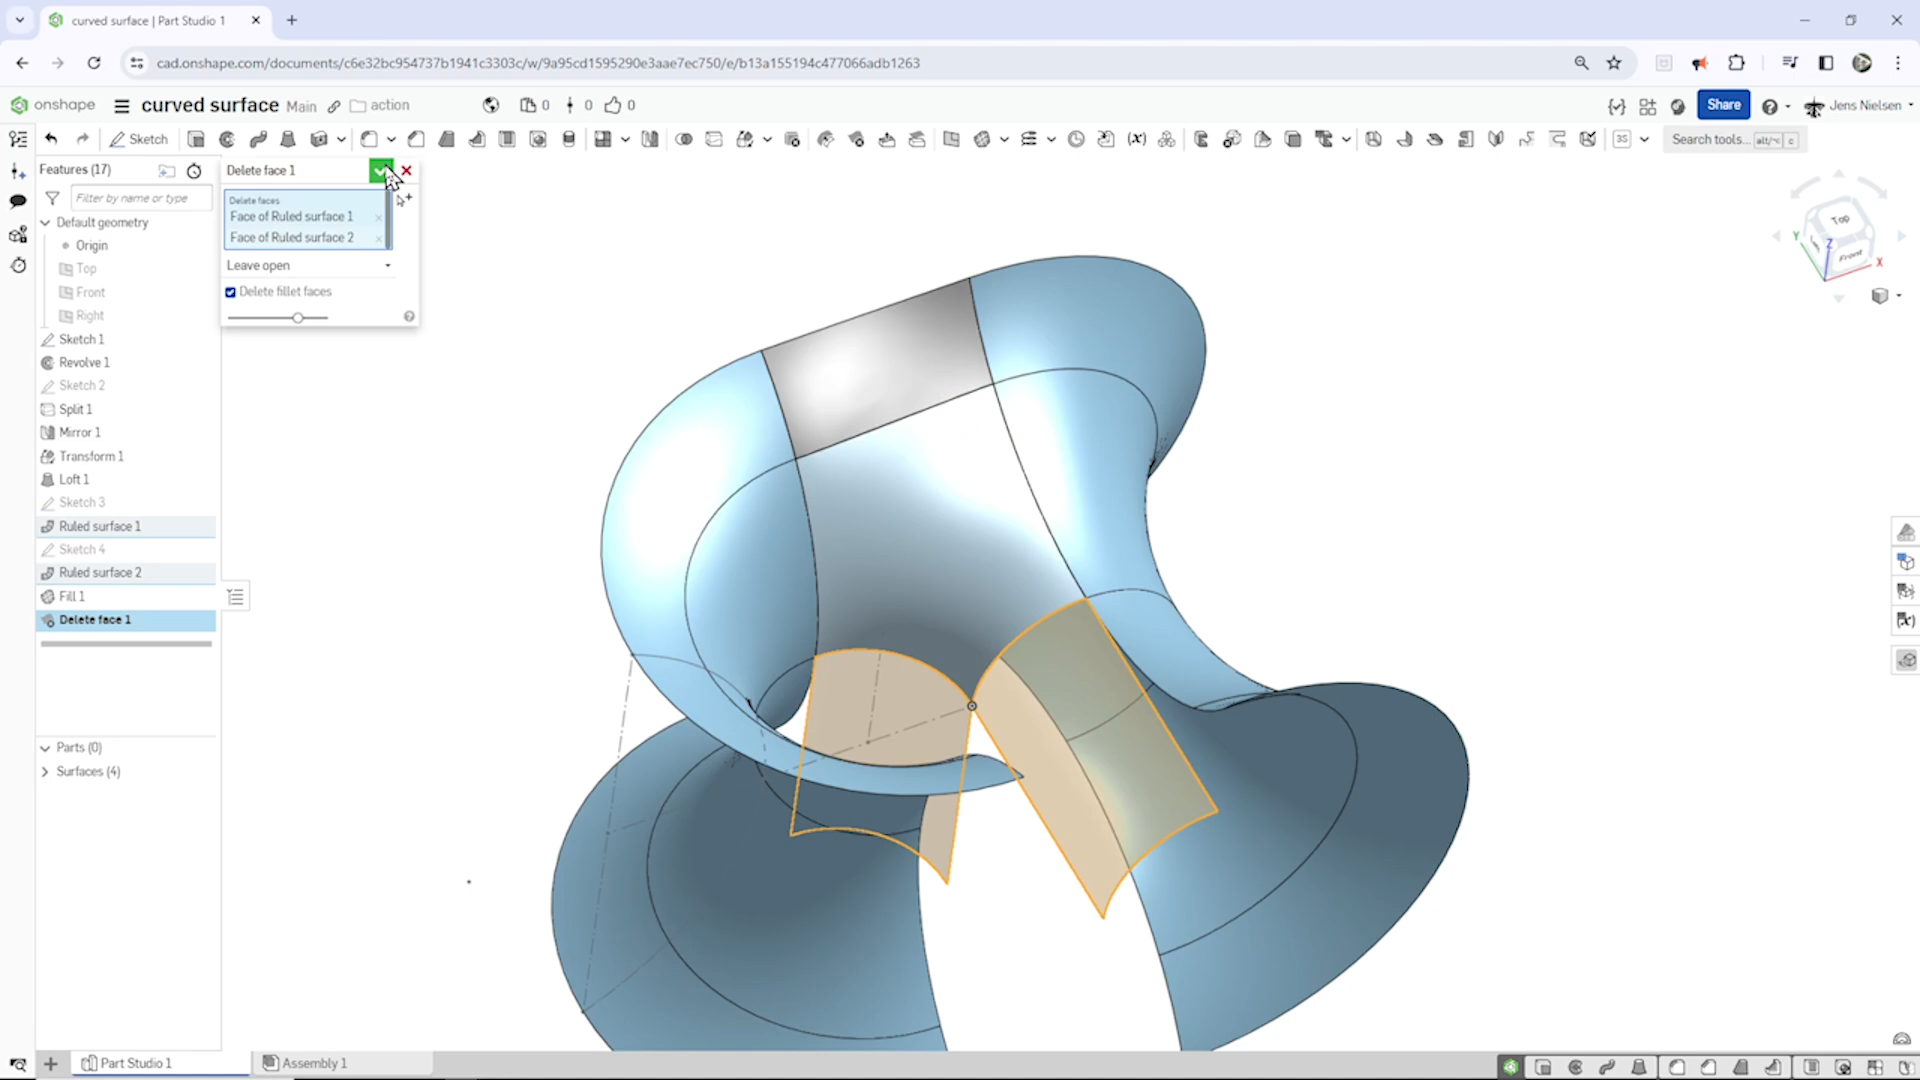 curved surface | Part Studio 1
cad.onshape.com/documents/c6e32bc954737b1941c3303c/w/9a95cd1595290e3aae7ec750/e/b13a155194c477066adb1263
onshape curved surface Main action 0 0 0 Share Jens Nielsen
Sketch Search tools... alt/⌥ c
Features (17)
Filter by name or type
Default geometry
Origin
Top
Front
Right
Sketch 1
Revolve 1
Sketch 2
Split 1
Mirror 1
Transform 1
Loft 1
Sketch 3
Ruled surface 1
Sketch 4
Ruled surface 2
Fill 1
Delete face 1
Parts (0)
Surfaces (4)
Delete face 1
Delete faces
Face of Ruled surface 1
Face of Ruled surface 2
Leave open
Delete fillet faces
Top
Front
Y
Z
X
Part Studio 1
Assembly 1